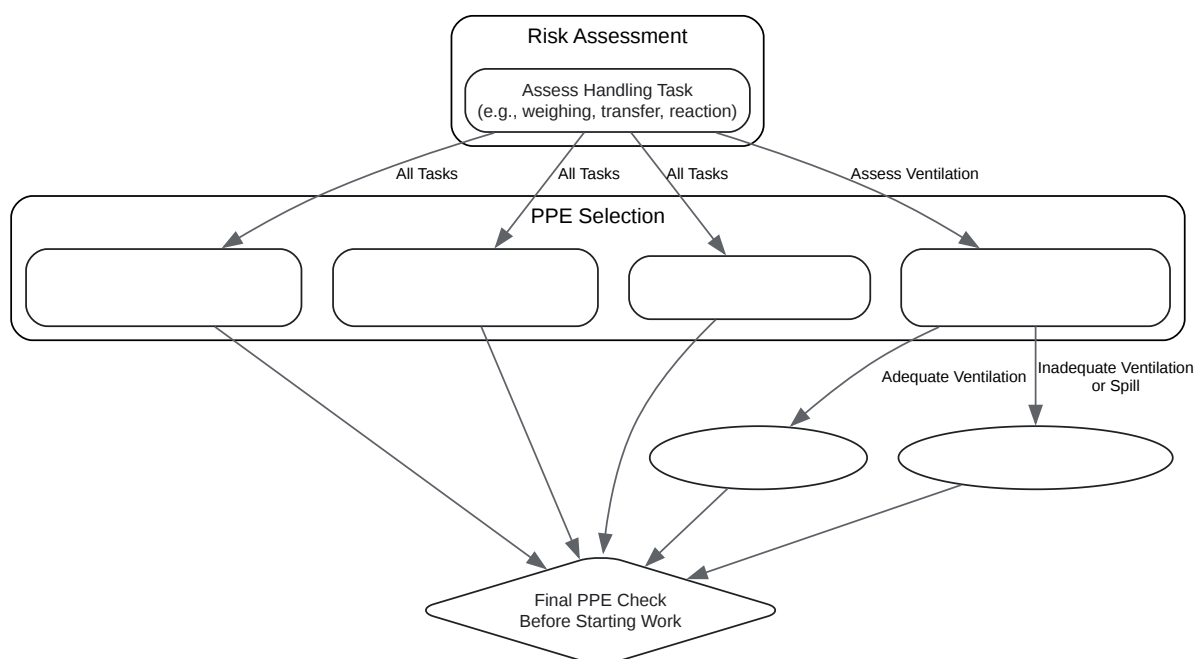 Risk Assessment
Assess Handling Task
(e.g., weighing, transfer, reaction)
All Tasks
All Tasks
All Tasks
Assess Ventilation
PPE Selection
Adequate Ventilation
Inadequate Ventilation
or Spill
Final PPE Check
Before Starting Work